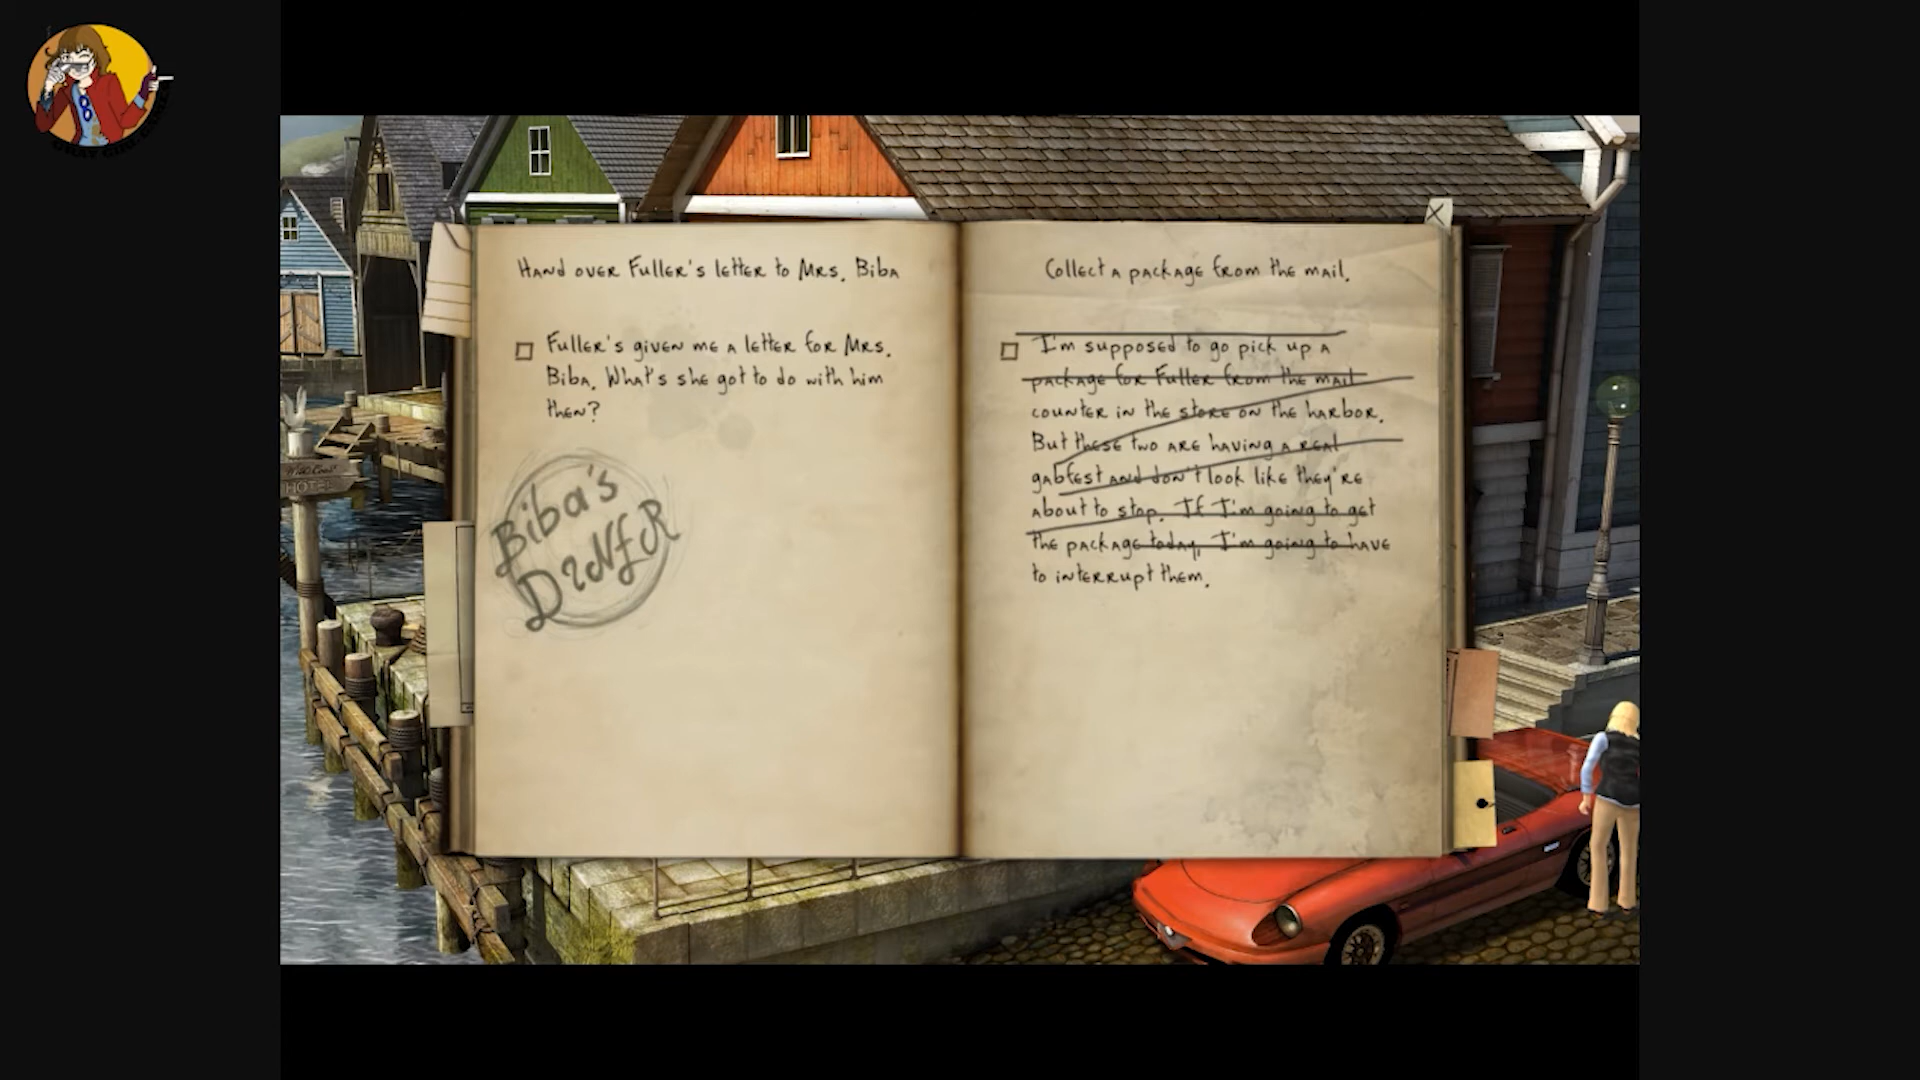 Hand over Fuller's letter to Mrs. Biba
Fuller's given me a letter for Mrs.
Biba. What's she got to do with him
then?
Biba's
DINER
Collect a package from the mail.
I'm supposed to go pick up a
package for Fuller from the mail
counter in the store on the harbor.
But these two are having a real
gabfest and don't look like they're
about to stop. If I'm going to get
the package today, I'm going to have
to interrupt them.
HOTEL